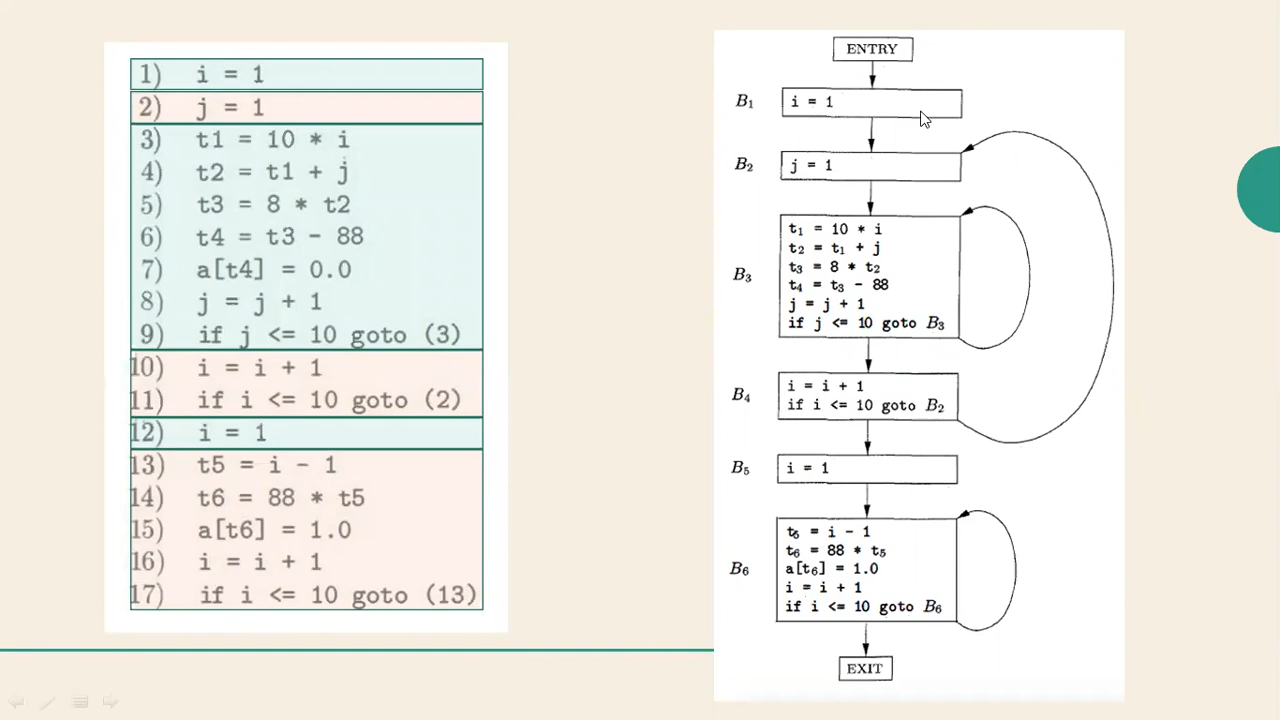 1) i = 1
2) j = 1
3) t1 = 10 * i
4) t2 = t1 + j
5) t3 = 8 * t2
6) t4 = t3 - 88
7) a[t4] = 0.0
8) j = j + 1
9) if j <= 10 goto (3)
10) i = i + 1
11) if i <= 10 goto (2)
12) i = 1
13) t5 = i - 1
14) t6 = 88 * t5
15) a[t6] = 1.0
16) i = i + 1
17) if i <= 10 goto (13)
ENTRY
B₁ i = 1
B₂ j = 1
t₁ = 10 * i
t₂ = t₁ + j
t₃ = 8 * t₂
B₃
t₄ = t₃ - 88
j = j + 1
if j <= 10 goto B₃
B₄
i = i + 1
if i <= 10 goto B₂
B₅ i = 1
t₅ = i - 1
t₆ = 88 * t₅
B₆
a[t₆] = 1.0
i = i + 1
if i <= 10 goto B₆
EXIT